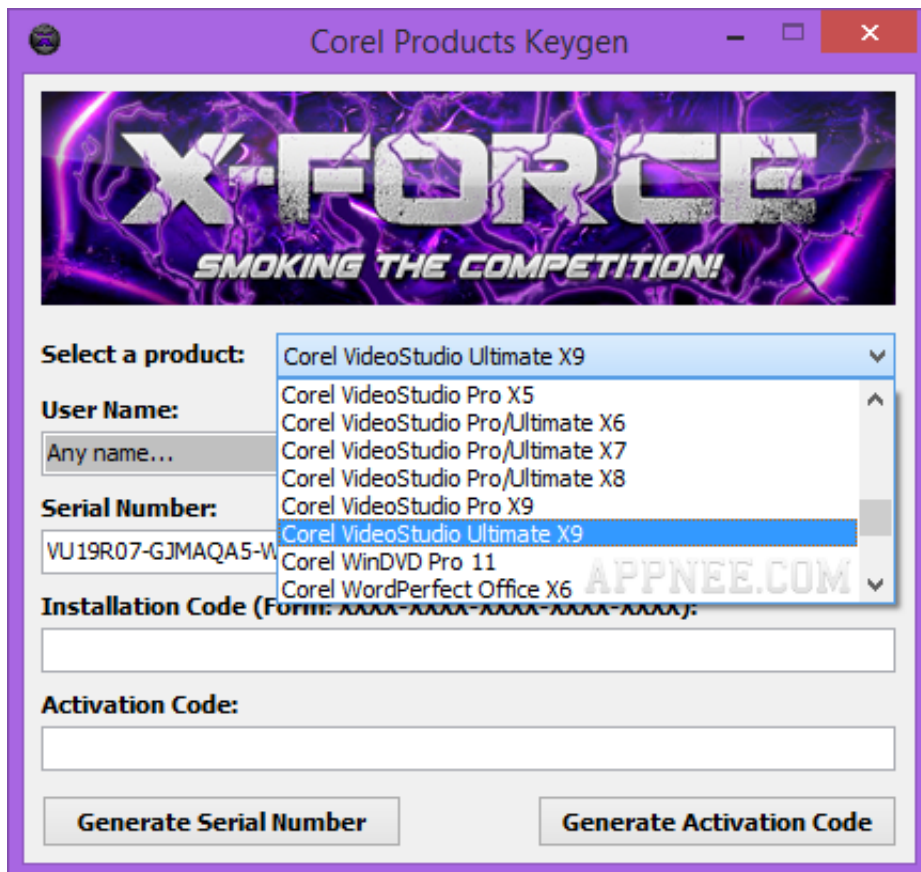 Corel Products Keygen
X-FORCE
SMOKING THE COMPETITION!
Select a product:
Corel VideoStudio Ultimate X9
Corel VideoStudio Pro X5
User Name:
Corel VideoStudio Pro/Ultimate X6
Any name...
Corel VideoStudio Pro/Ultimate X7
Corel VideoStudio Pro/Ultimate X8
Serial Number:
Corel VideoStudio Pro X9
Corel VideoStudio Ultimate X9
VU19R07-GJMAQA5-W
Corel WinDVD Pro 11
Corel WordPerfect Office X6
APPNEE.COM
Installation Code (Form: XXXX-XXXX-XXXX-XXXX-XXXX):
Activation Code:
Generate Serial Number
Generate Activation Code